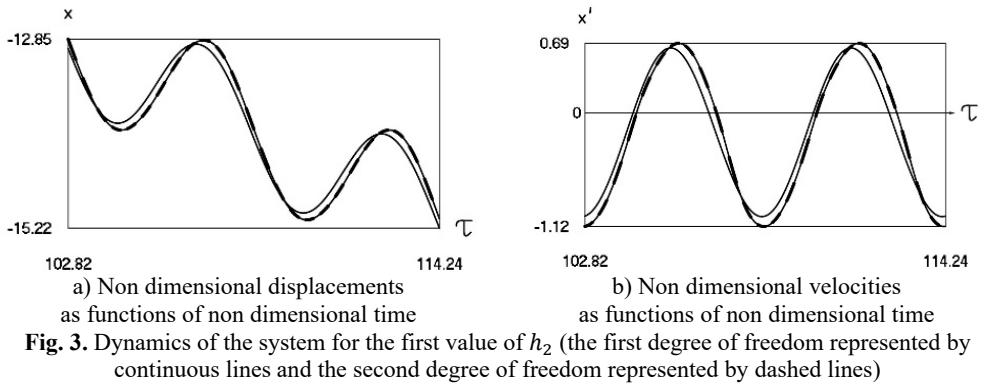 x
-12.85
-15.22
τ
102.82
114.24
x'
0.69
0
τ
-1.12
102.82
114.24
a) Non dimensional displacements
as functions of non dimensional time
b) Non dimensional velocities
as functions of non dimensional time
Fig. 3. Dynamics of the system for the first value of h₂ (the first degree of freedom represented by
continuous lines and the second degree of freedom represented by dashed lines)